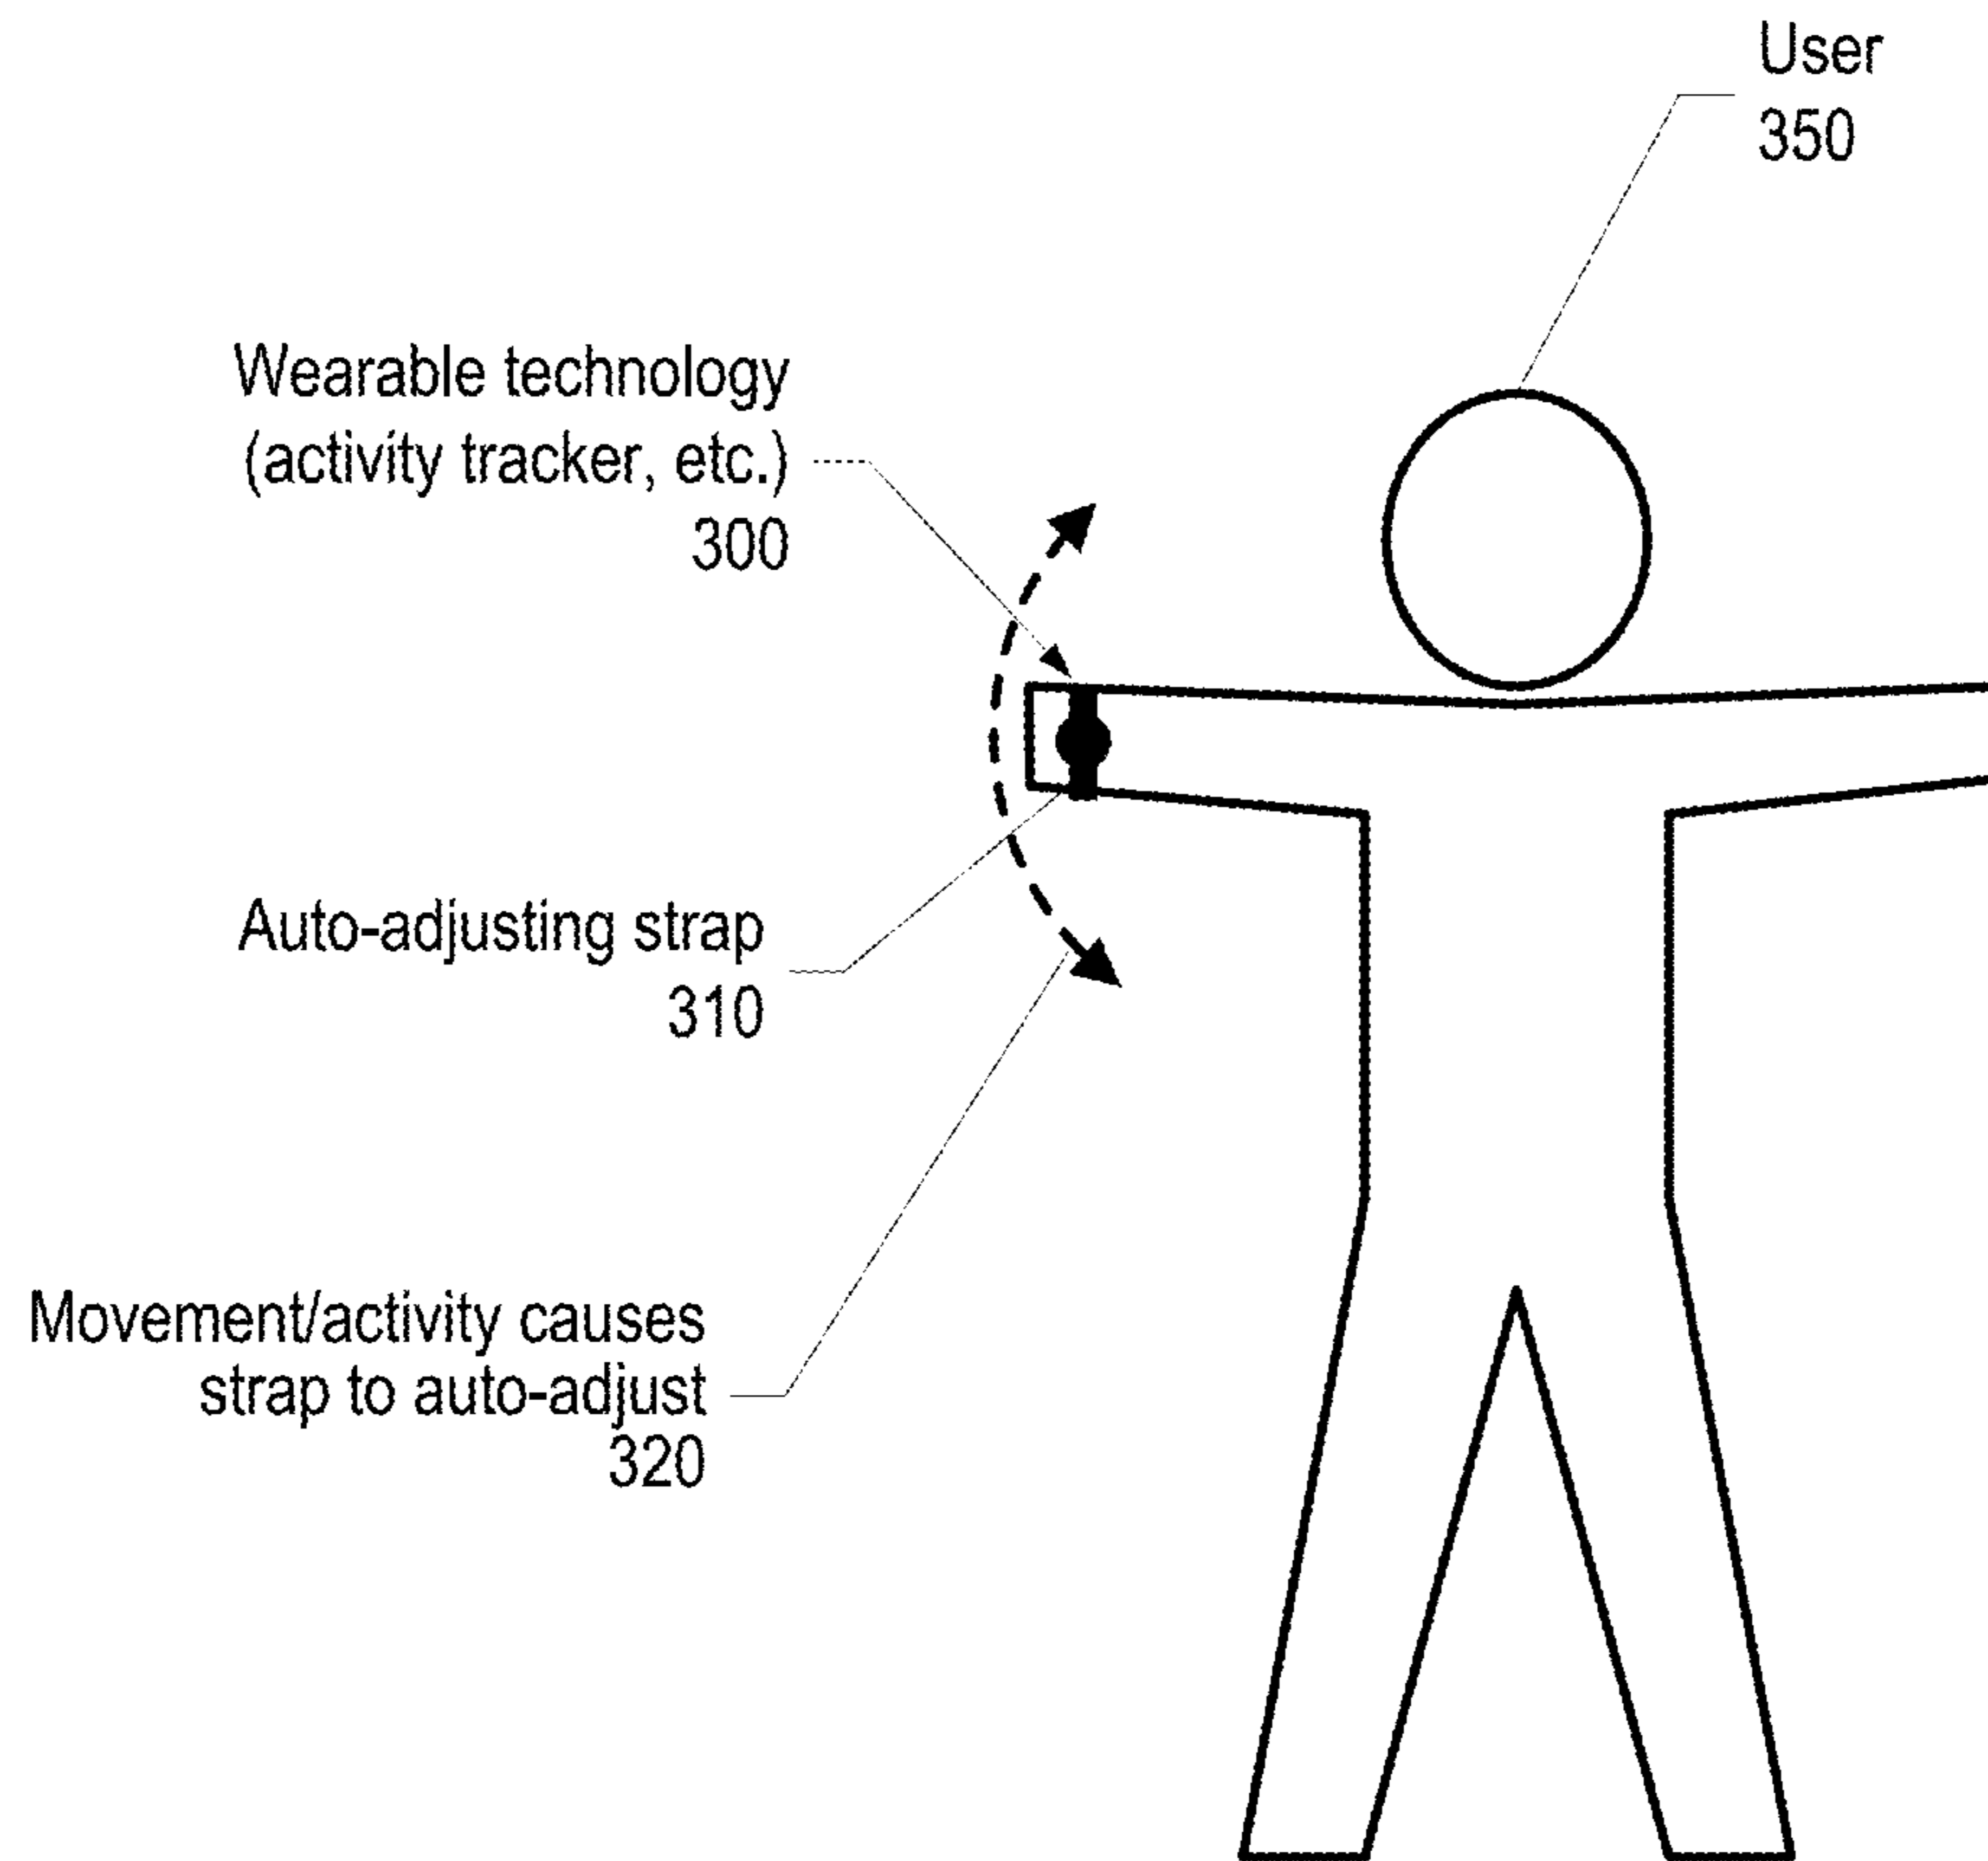 User
350
Wearable technology
(activity tracker, etc.)
300
Auto-adjusting strap
310
Movement/activity causes
strap to auto-adjust
320